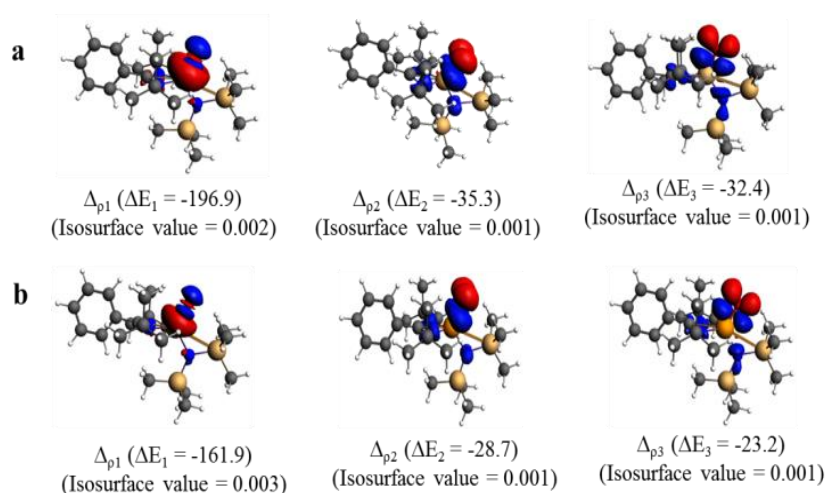 a
Δρ1 (ΔE1 = -196.9)
(Isosurface value = 0.002)
Δρ2 (ΔE2 = -35.3)
(Isosurface value = 0.001)
Δρ3 (ΔE3 = -32.4)
(Isosurface value = 0.001)
b
Δρ1 (ΔE1 = -161.9)
(Isosurface value = 0.003)
Δρ2 (ΔE2 = -28.7)
(Isosurface value = 0.001)
Δρ3 (ΔE3 = -23.2)
(Isosurface value = 0.001)